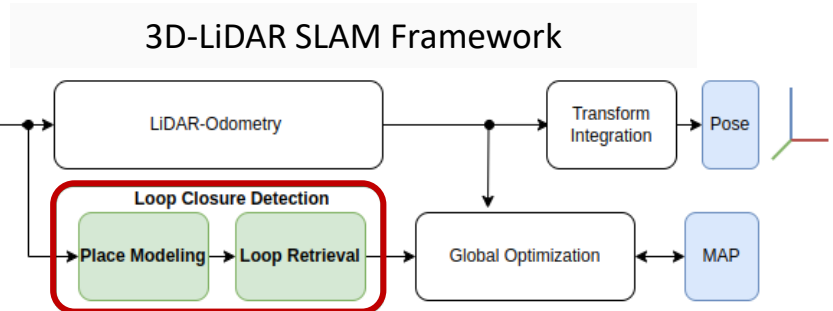 3D-LiDAR SLAM Framework
LiDAR-Odometry
Transform
Integration
Pose
Loop Closure Detection
Place Modeling
Loop Retrieval
Global Optimization
MAP